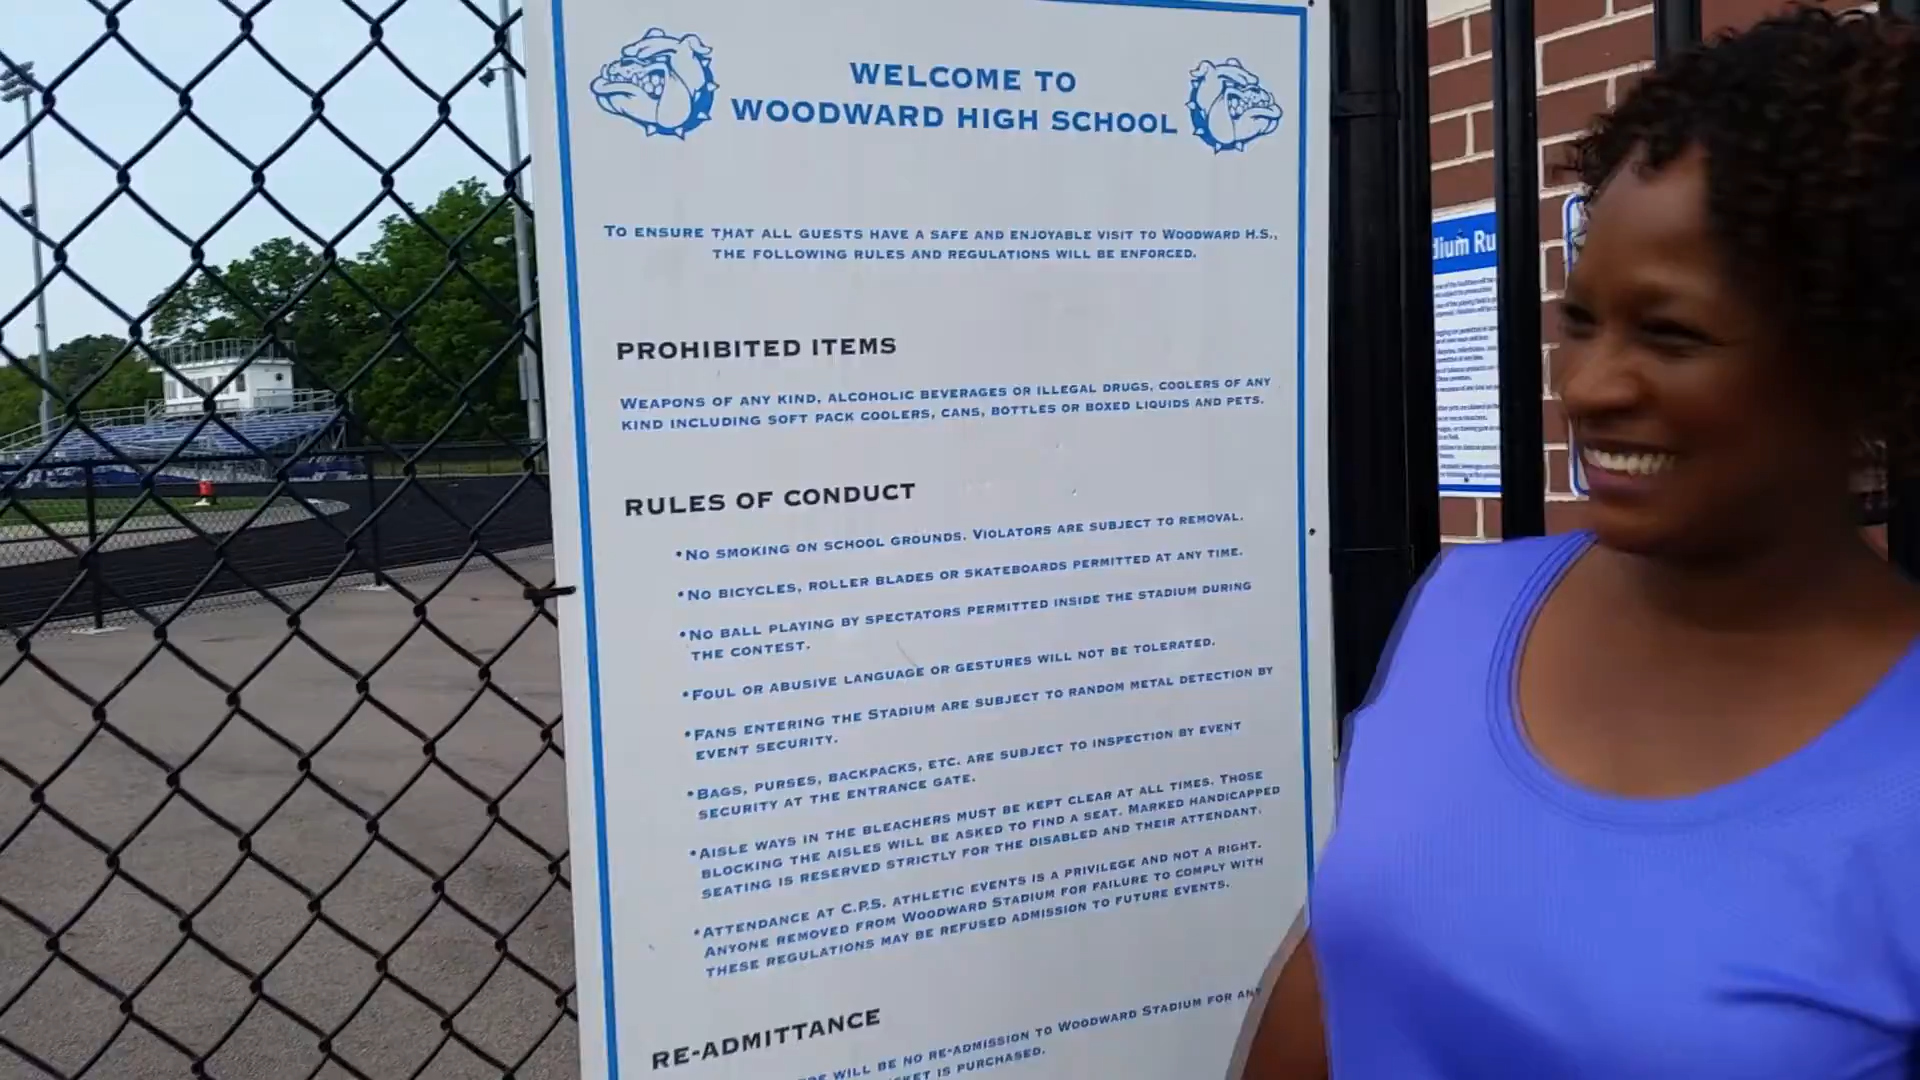 WELCOME TO
WOODWARD HIGH SCHOOL
TO ENSURE THAT ALL GUESTS HAVE A SAFE AND ENJOYABLE VISIT TO WOODWARD H.S.,
THE FOLLOWING RULES AND REGULATIONS WILL BE ENFORCED.
PROHIBITED ITEMS
WEAPONS OF ANY KIND, ALCOHOLIC BEVERAGES OR ILLEGAL DRUGS, COOLERS OF ANY
KIND INCLUDING SOFT PACK COOLERS, CANS, BOTTLES OR BOXED LIQUIDS AND PETS.
RULES OF CONDUCT
•NO SMOKING ON SCHOOL GROUNDS. VIOLATORS ARE SUBJECT TO REMOVAL.
•NO BICYCLES, ROLLER BLADES OR SKATEBOARDS PERMITTED AT ANY TIME.
•NO BALL PLAYING BY SPECTATORS PERMITTED INSIDE THE STADIUM DURING
THE CONTEST.
•FOUL OR ABUSIVE LANGUAGE OR GESTURES WILL NOT BE TOLERATED.
•FANS ENTERING THE STADIUM ARE SUBJECT TO RANDOM METAL DETECTION BY
EVENT SECURITY.
•BAGS, PURSES, BACKPACKS, ETC. ARE SUBJECT TO INSPECTION BY EVENT
SECURITY AT THE ENTRANCE GATE.
•AISLE WAYS IN THE BLEACHERS MUST BE KEPT CLEAR AT ALL TIMES. THOSE
BLOCKING THE AISLES WILL BE ASKED TO FIND A SEAT. MARKED HANDICAPPED
SEATING IS RESERVED STRICTLY FOR THE DISABLED AND THEIR ATTENDANT.
•ATTENDANCE AT C.P.S. ATHLETIC EVENTS IS A PRIVILEGE AND NOT A RIGHT.
ANYONE REMOVED FROM WOODWARD STADIUM FOR FAILURE TO COMPLY WITH
THESE REGULATIONS MAY BE REFUSED ADMISSION TO FUTURE EVENTS.
RE-ADMITTANCE
WILL BE NO RE-ADMISSION TO WOODWARD STADIUM FOR ANY
IS PURCHASED.
dium Ru